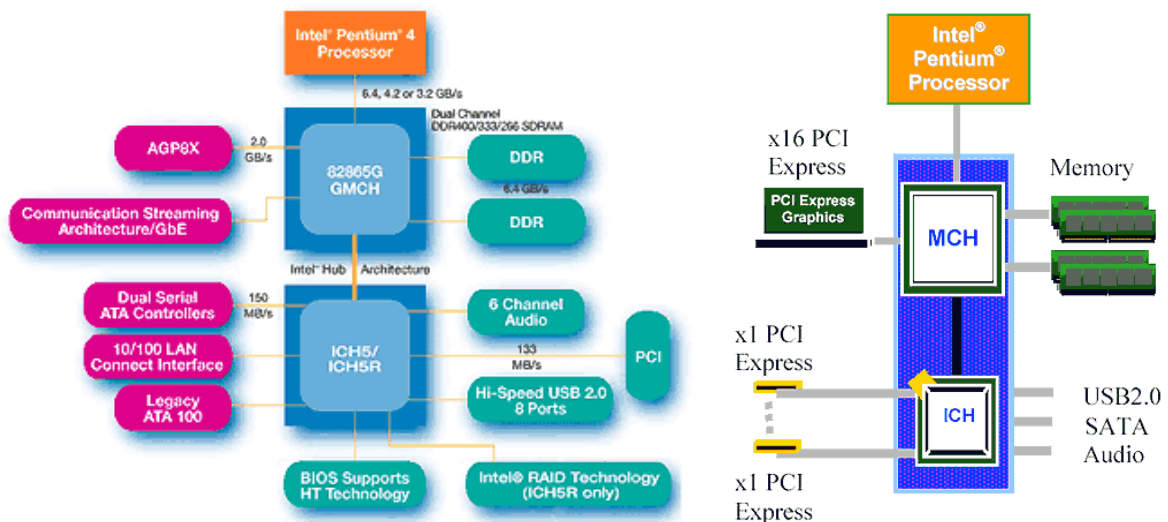 Intel® Pentium® 4
Processor
6.4, 4.2 or 3.2 GB/s
Dual Channel
DDR400/333/266 SDRAM
AGP8X
2.0
GB/s
82865G
GMCH
DDR
6.4 GB/s
DDR
Communication Streaming
Architecture/GbE
Intel™ Hub
Architecture
Dual Serial
ATA Controllers
150
MB/s
6 Channel
Audio
10/100 LAN
Connect Interface
ICH5/
ICH5R
133
MB/s
PCI
Legacy
ATA 100
Hi-Speed USB 2.0
8 Ports
BIOS Supports
HT Technology
Intel® RAID Technology
(ICH5R only)
Intel®
Pentium®
Processor
x16 PCI
Express
PCI Express
Graphics
MCH
Memory
x1 PCI
Express
ICH
USB2.0
SATA
Audio
x1 PCI
Express